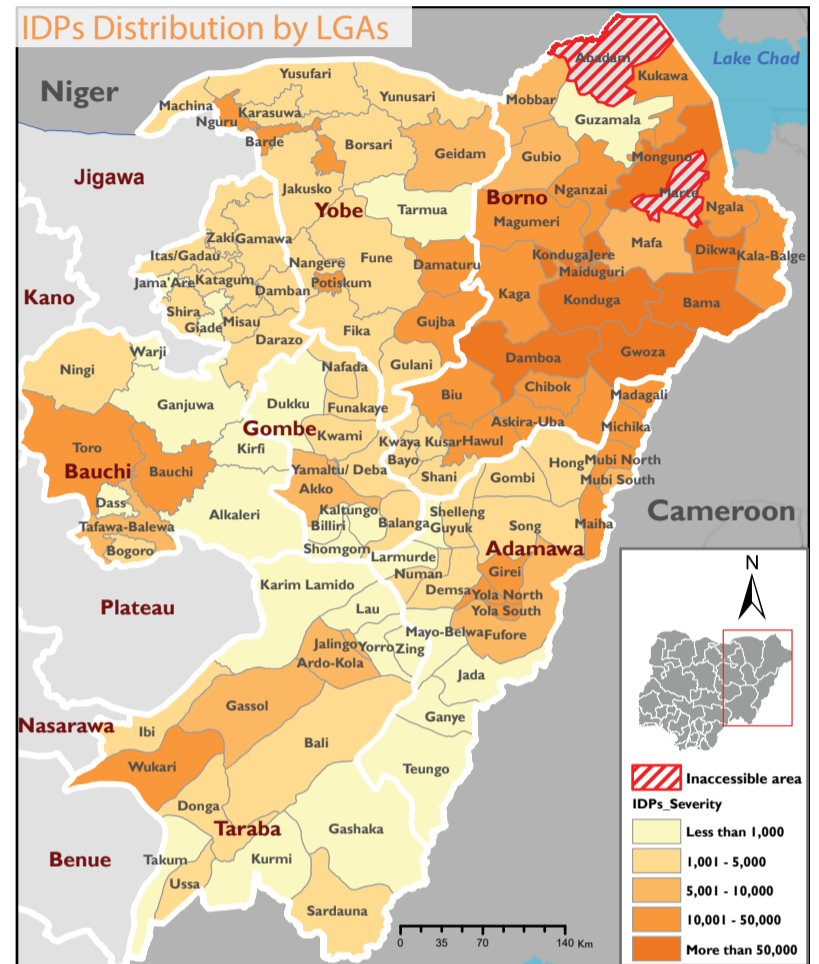 IDPs Distribution by LGAs
Niger
Lake Chad
Abadam
Kukawa
Yusufari
Yunusari
Machina
Karasuwa
Nguru
Mobbar
Guzamala
Barde
Borsari
Geidam
Gubio
Monguno
Jigawa
Jakusko
Yobe
Tarmua
Borno
Nganzai
Marte
Ngala
Magumeri
Zaki
Gamawa
Itas/Gadau
Fune
Mafa
Dikwa
Kala-Balge
Nangere
Damaturu
Konduga
Jere
Maiduguri
Jama'Are
Katagum
Damban
Potiskum
Kano
Kaga
Konduga
Bama
Shira
Giade
Misau
Gujba
Fika
Darazo
Warji
Ningi
Nafada
Gulani
Damboa
Gwoza
Ganjuwa
Dukku
Funakaye
Biu
Chibok
Madagali
Gombe
Kwami
Askira-Uba
Michika
Toro
Bauchi
Bauchi
Kirfi
Kwaya Kusar
Hawul
Bayo
Yamaltu/ Deba
Akko
Shani
Gombi
Hong
Mubi North
Mubi South
Dass
Alkaleri
Kaltungo
Billiri
Balanga
Shelleng
Guyuk
Song
Maiha
Cameroon
Tafawa-Balewa
Bogoro
Shomgom
Larmurde
Adamawa
Numan
Girei
Karim Lamido
Demsa
Yola North
Yola South
Plateau
Lau
Mayo-Belwa
Fufore
Jalingo
Yorro
Zing
Ardo-Kola
Jada
Gassol
Ganye
Nasarawa
Ibi
Bali
Wukari
Teungo
Donga
Taraba
Gashaka
Benue
Takum
Kurmi
Ussa
Sardauna
0 35 70 140 Km
N
Inaccessible area
IDPs_Severity
Less than 1,000
1,001 - 5,000
5,001 - 10,000
10,001 - 50,000
More than 50,000